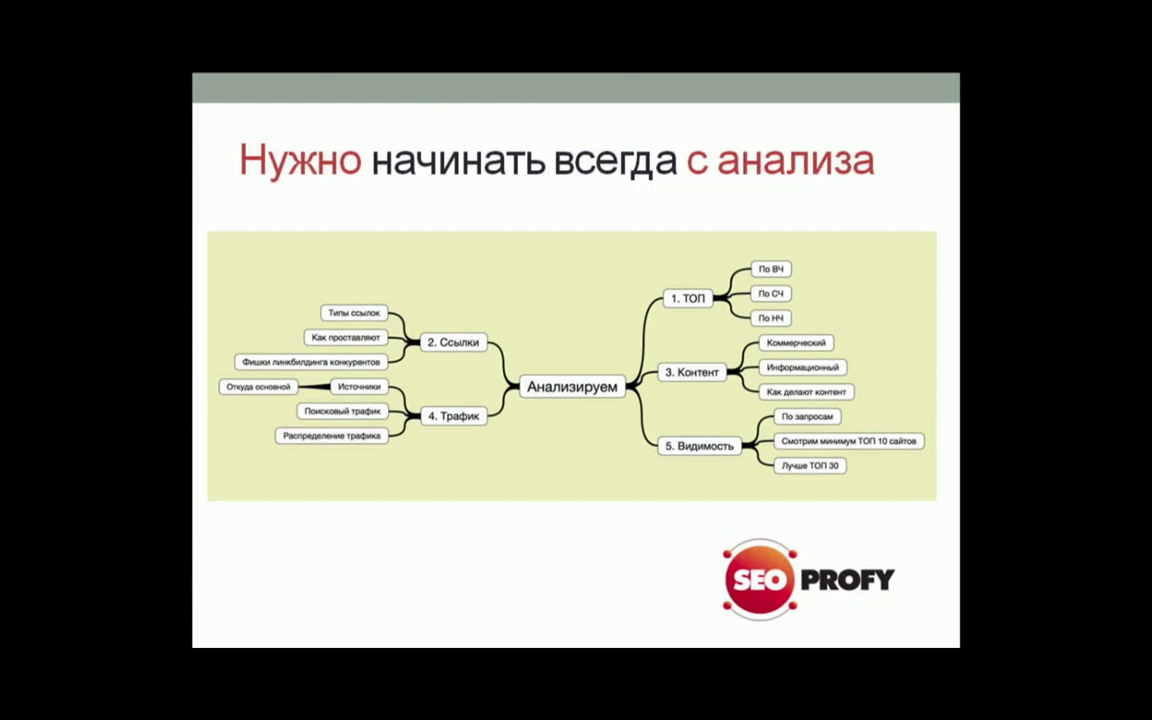 Нужно начинать всегда с анализа
Анализируем
1. ТОП
По ВЧ
По СЧ
По НЧ
2. Ссылки
Типы ссылок
Как проставляют
Фишки линкбилдинга конкурентов
3. Контент
Коммерческий
Информационный
Как делают контент
4. Трафик
Источники
Откуда основной
Поисковый трафик
Распределение трафика
5. Видимость
По запросам
Смотрим минимум ТОП 10 сайтов
Лучше ТОП 30
SEO PROFY